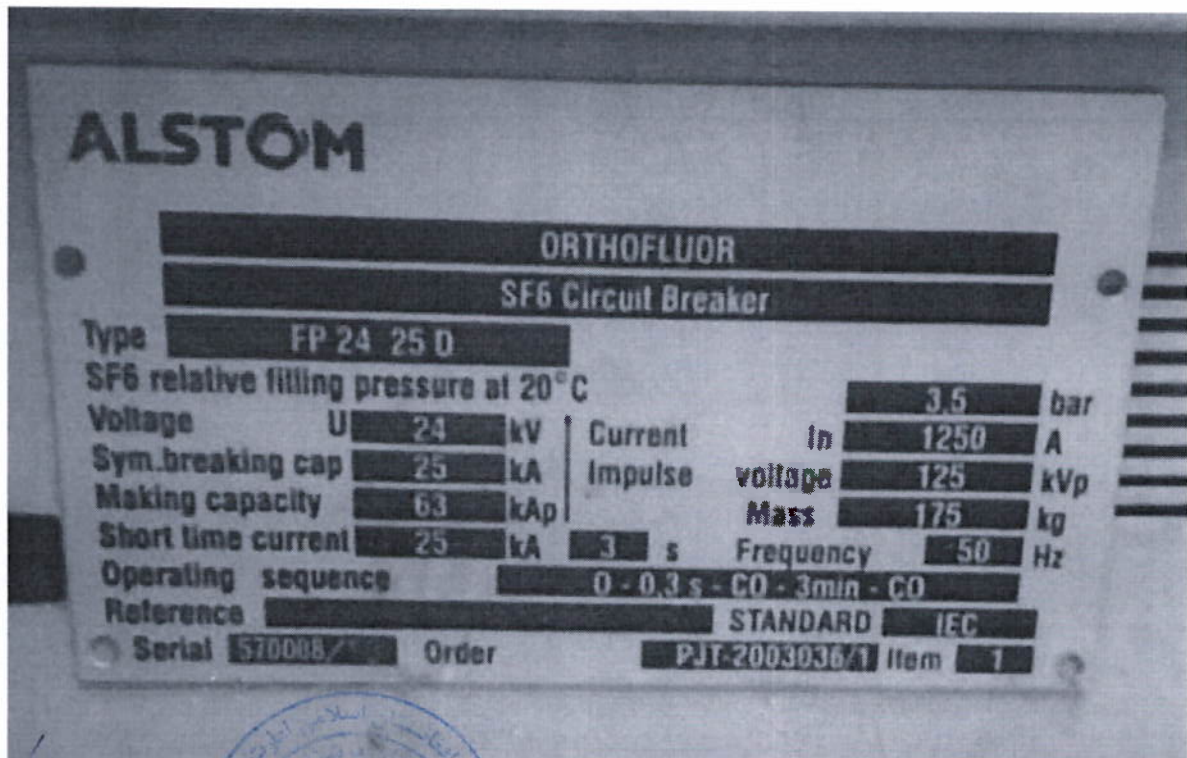 ALSTOM
ORTHOFLUOR
SF6 Circuit Breaker
Type FP 24 25 D
SF6 relative filling pressure at 20°C 3,5 bar
Voltage U 24 kV Current In 1250 A
Sym.breaking cap 25 kA Impulse voltage 125 kVp
Making capacity 63 kAp Mass 175 kg
Short time current 25 kA 3 s Frequency 50 Hz
Operating sequence O - 0,3 s - CO - 3min - CO
Reference STANDARD IEC
Serial 570008/ Order PJT-2003036/1 Item 1